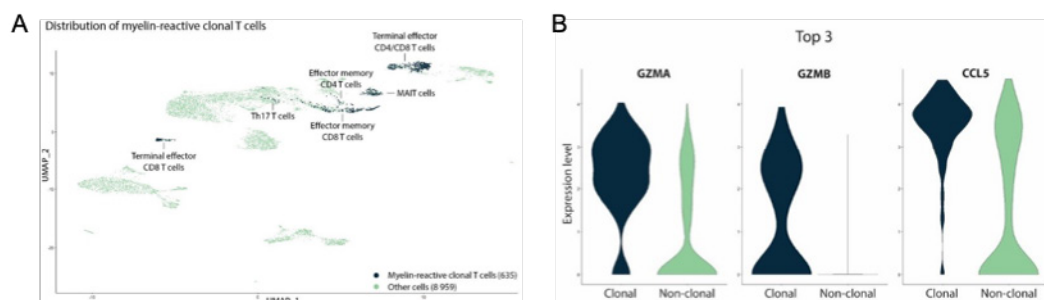 A
Distribution of myelin-reactive clonal T cells
Terminal effector
CD4/CD8 T cells
Effector memory
CD4 T cells
MAIT cells
Th17 T cells
Effector memory
CD8 T cells
Terminal effector
CD8 T cells
UMAP_2
UMAP_1
Myelin-reactive clonal T cells (635)
Other cells (8 959)
B
Top 3
GZMA
GZMB
CCL5
Expression level
Clonal Non-clonal Clonal Non-clonal Clonal Non-clonal